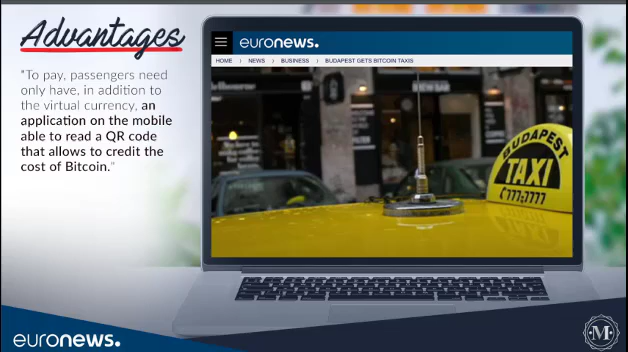 Advantages
"To pay, passengers need
only have, in addition to
the virtual currency, an
application on the mobile
able to read a QR code
that allows to credit the
cost of Bitcoin."
euronews.
HOME > NEWS > BUSINESS > BUDAPEST GETS BITCOIN TAXIS
BUDAPEST
TAXI
euronews.
M